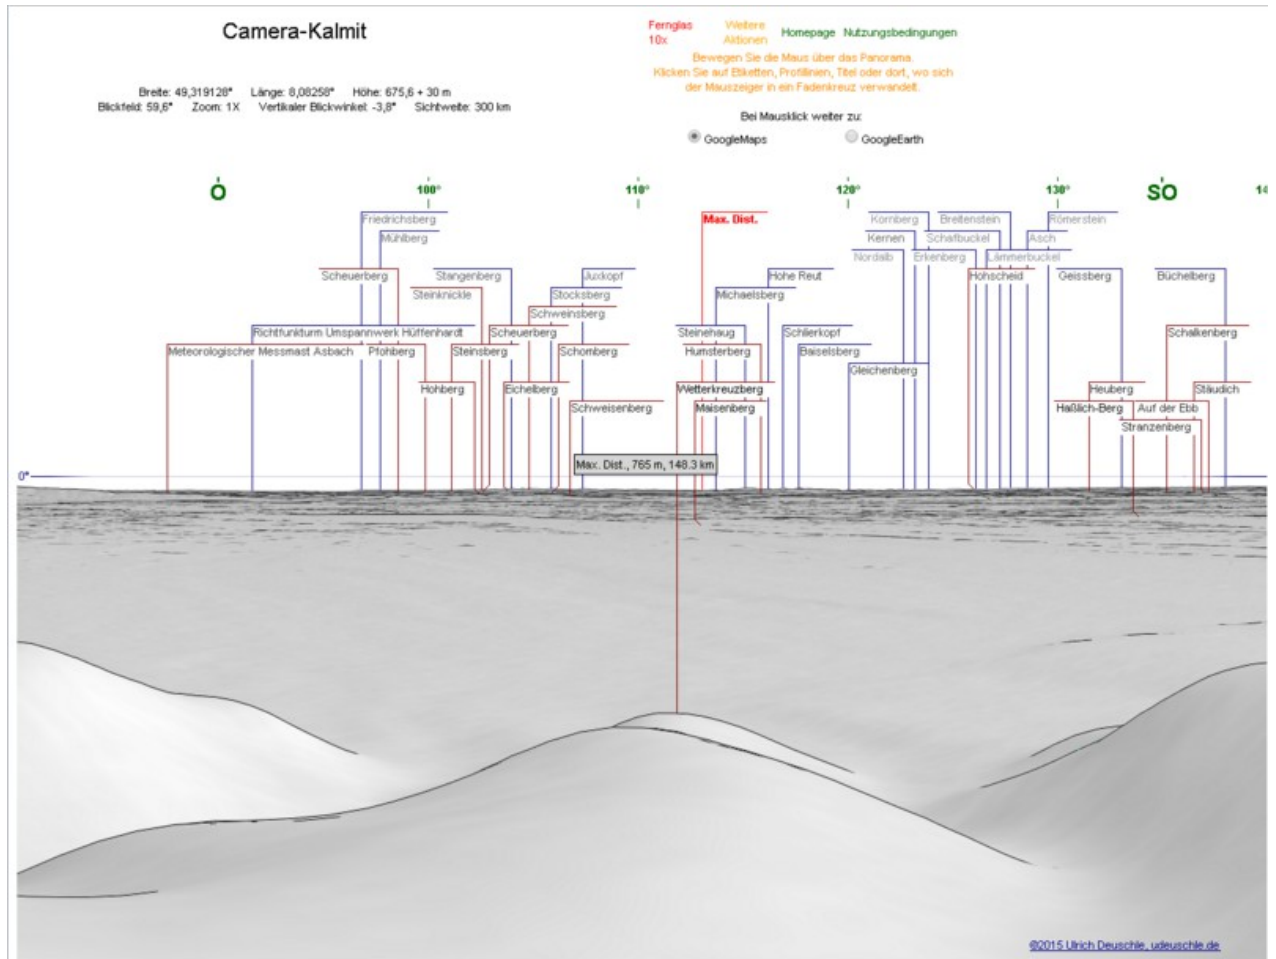 Camera-Kalmit
Fernglas 10x
Weitere Aktionen
Homepage Nutzungsbedingungen
Bewegen Sie die Maus über das Panorama.
Klicken Sie auf Etiketten, Profillinien, Titel oder dort, wo sich
der Mauszeiger in ein Fadenkreuz verwandelt.
Breite: 49,319128° Länge: 8,08258° Höhe: 675,6 + 30 m
Blickfeld: 59,6° Zoom: 1X Vertikaler Blickwinkel: -3,8° Sichtweite: 300 km
Bei Mausklick weiter zu:
GoogleMaps GoogleEarth
O 100° 110° 120° 130° SO 14
Friedrichsberg Max. Dist. Kornberg Breitenstein Römerstein
Mühlberg Kernen Schafbuckel Asch
Nordalb Erkenberg Lämmerbuckel
Scheuerberg Stangenberg Juxkopf Hohe Reut Hohscheid Geissberg Büchelberg
Steinknickle Stocksberg Michaelsberg
Schweinsberg
Richtfunkturm Umspannwerk Hüffenhardt Scheuerberg Steinehaug Schlierkopf Schalkenberg
Meteorologischer Messmast Asbach Pfohberg Steinsberg Schomberg Humsterberg Baiselsberg
Gleichenberg
Hohberg Eichelberg Wetterkreuzberg Heuberg Stäudich
Schweisenberg Maisenberg Haßlich-Berg Auf der Ebb
Stranzenberg
Max. Dist., 765 m, 148.3 km
0°
©2015 Ulrich Deuschle, udeuschle.de